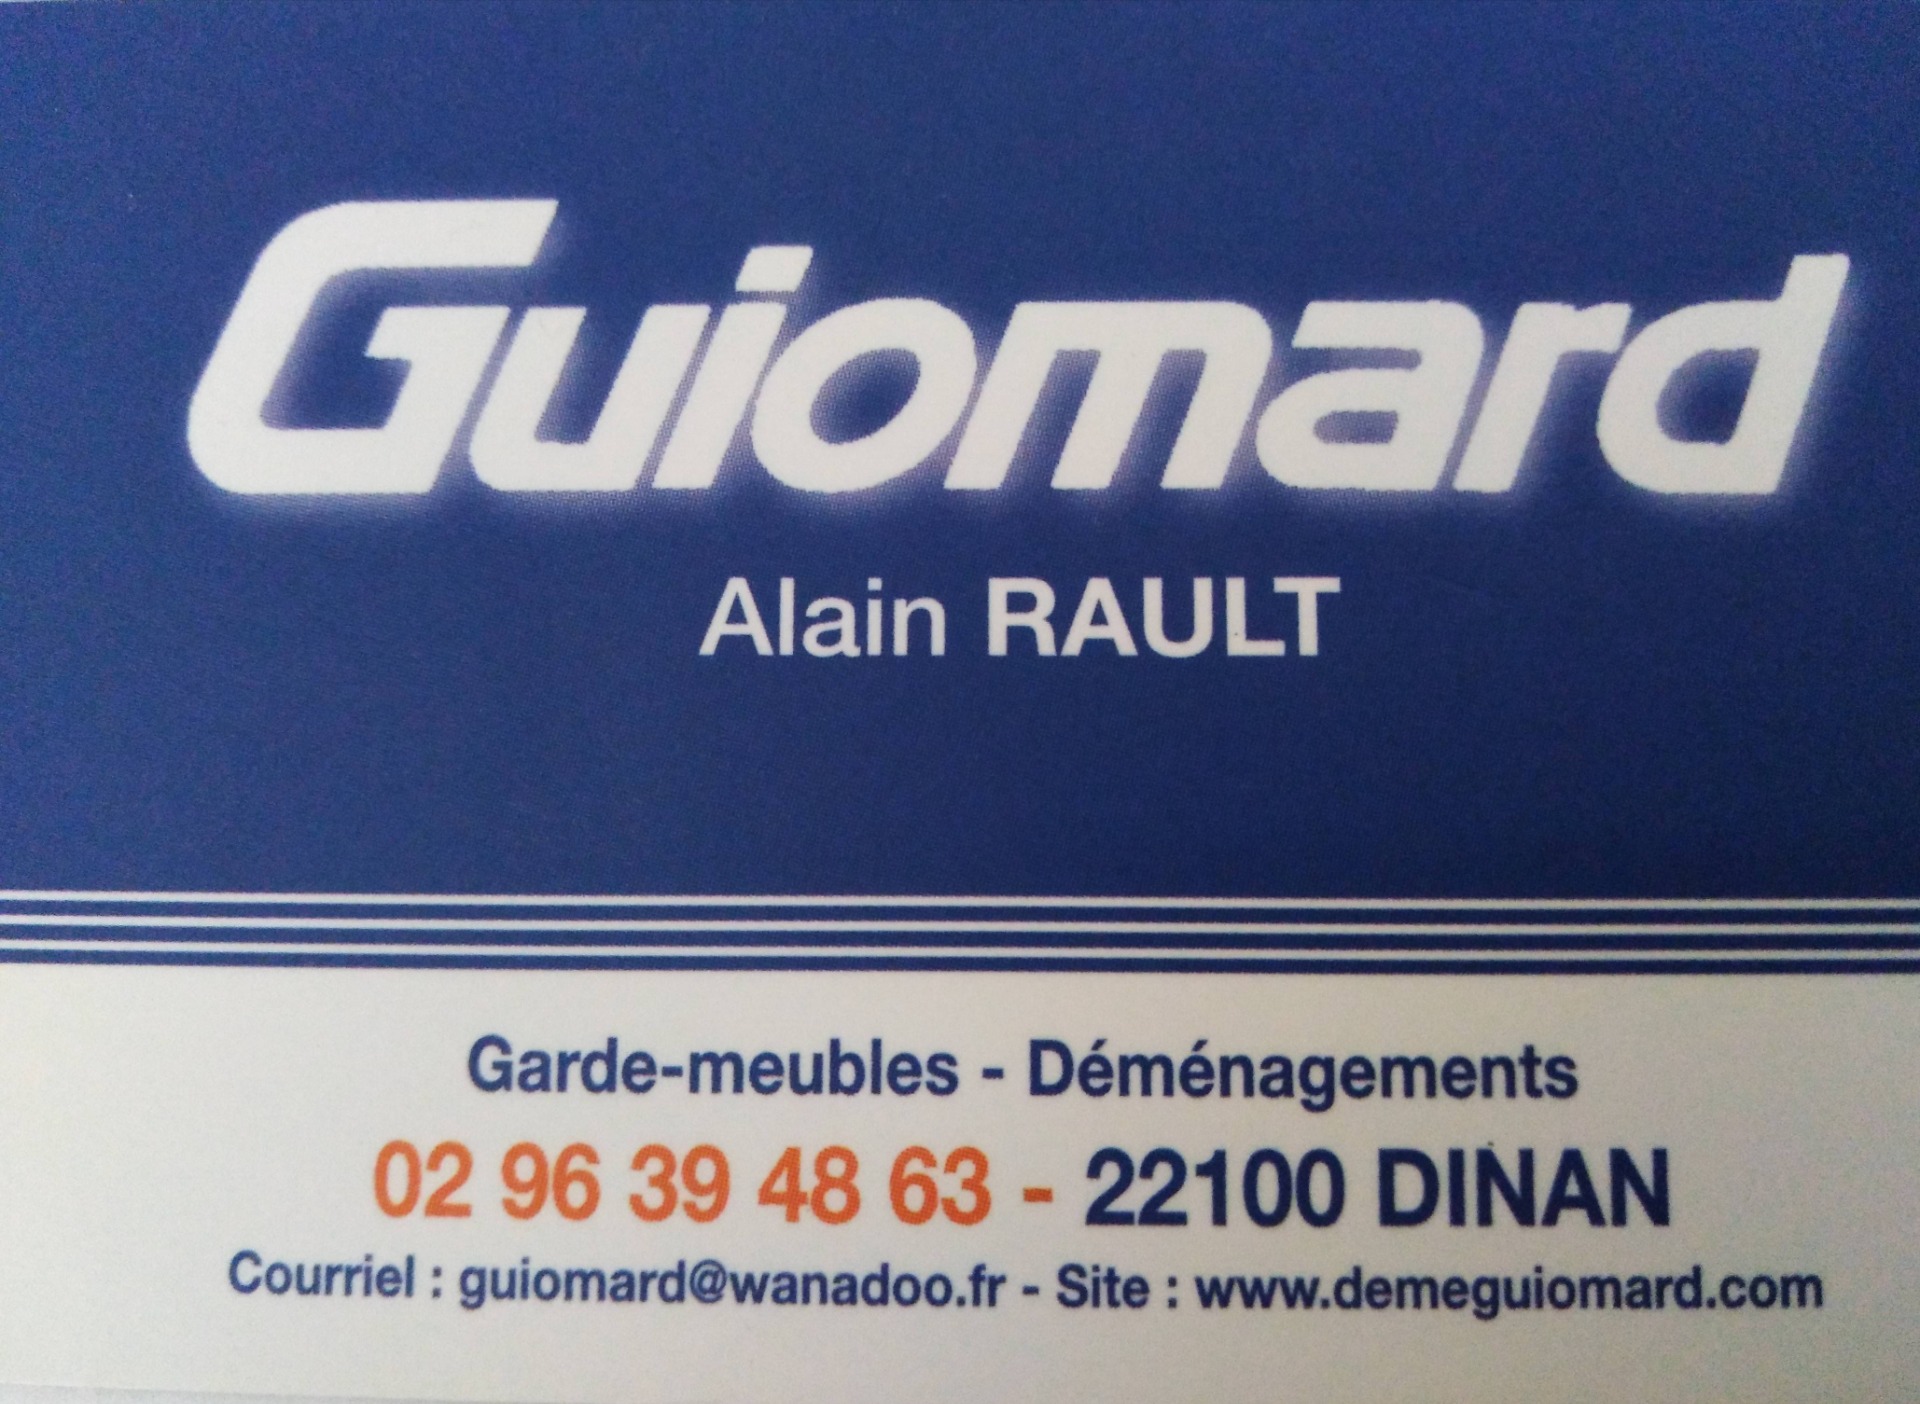 Guiomard
Alain RAULT
Garde-meubles - Déménagements
02 96 39 48 63 - 22100 DINAN
Courriel : guiomard@wanadoo.fr - Site : www.demeguiomard.com